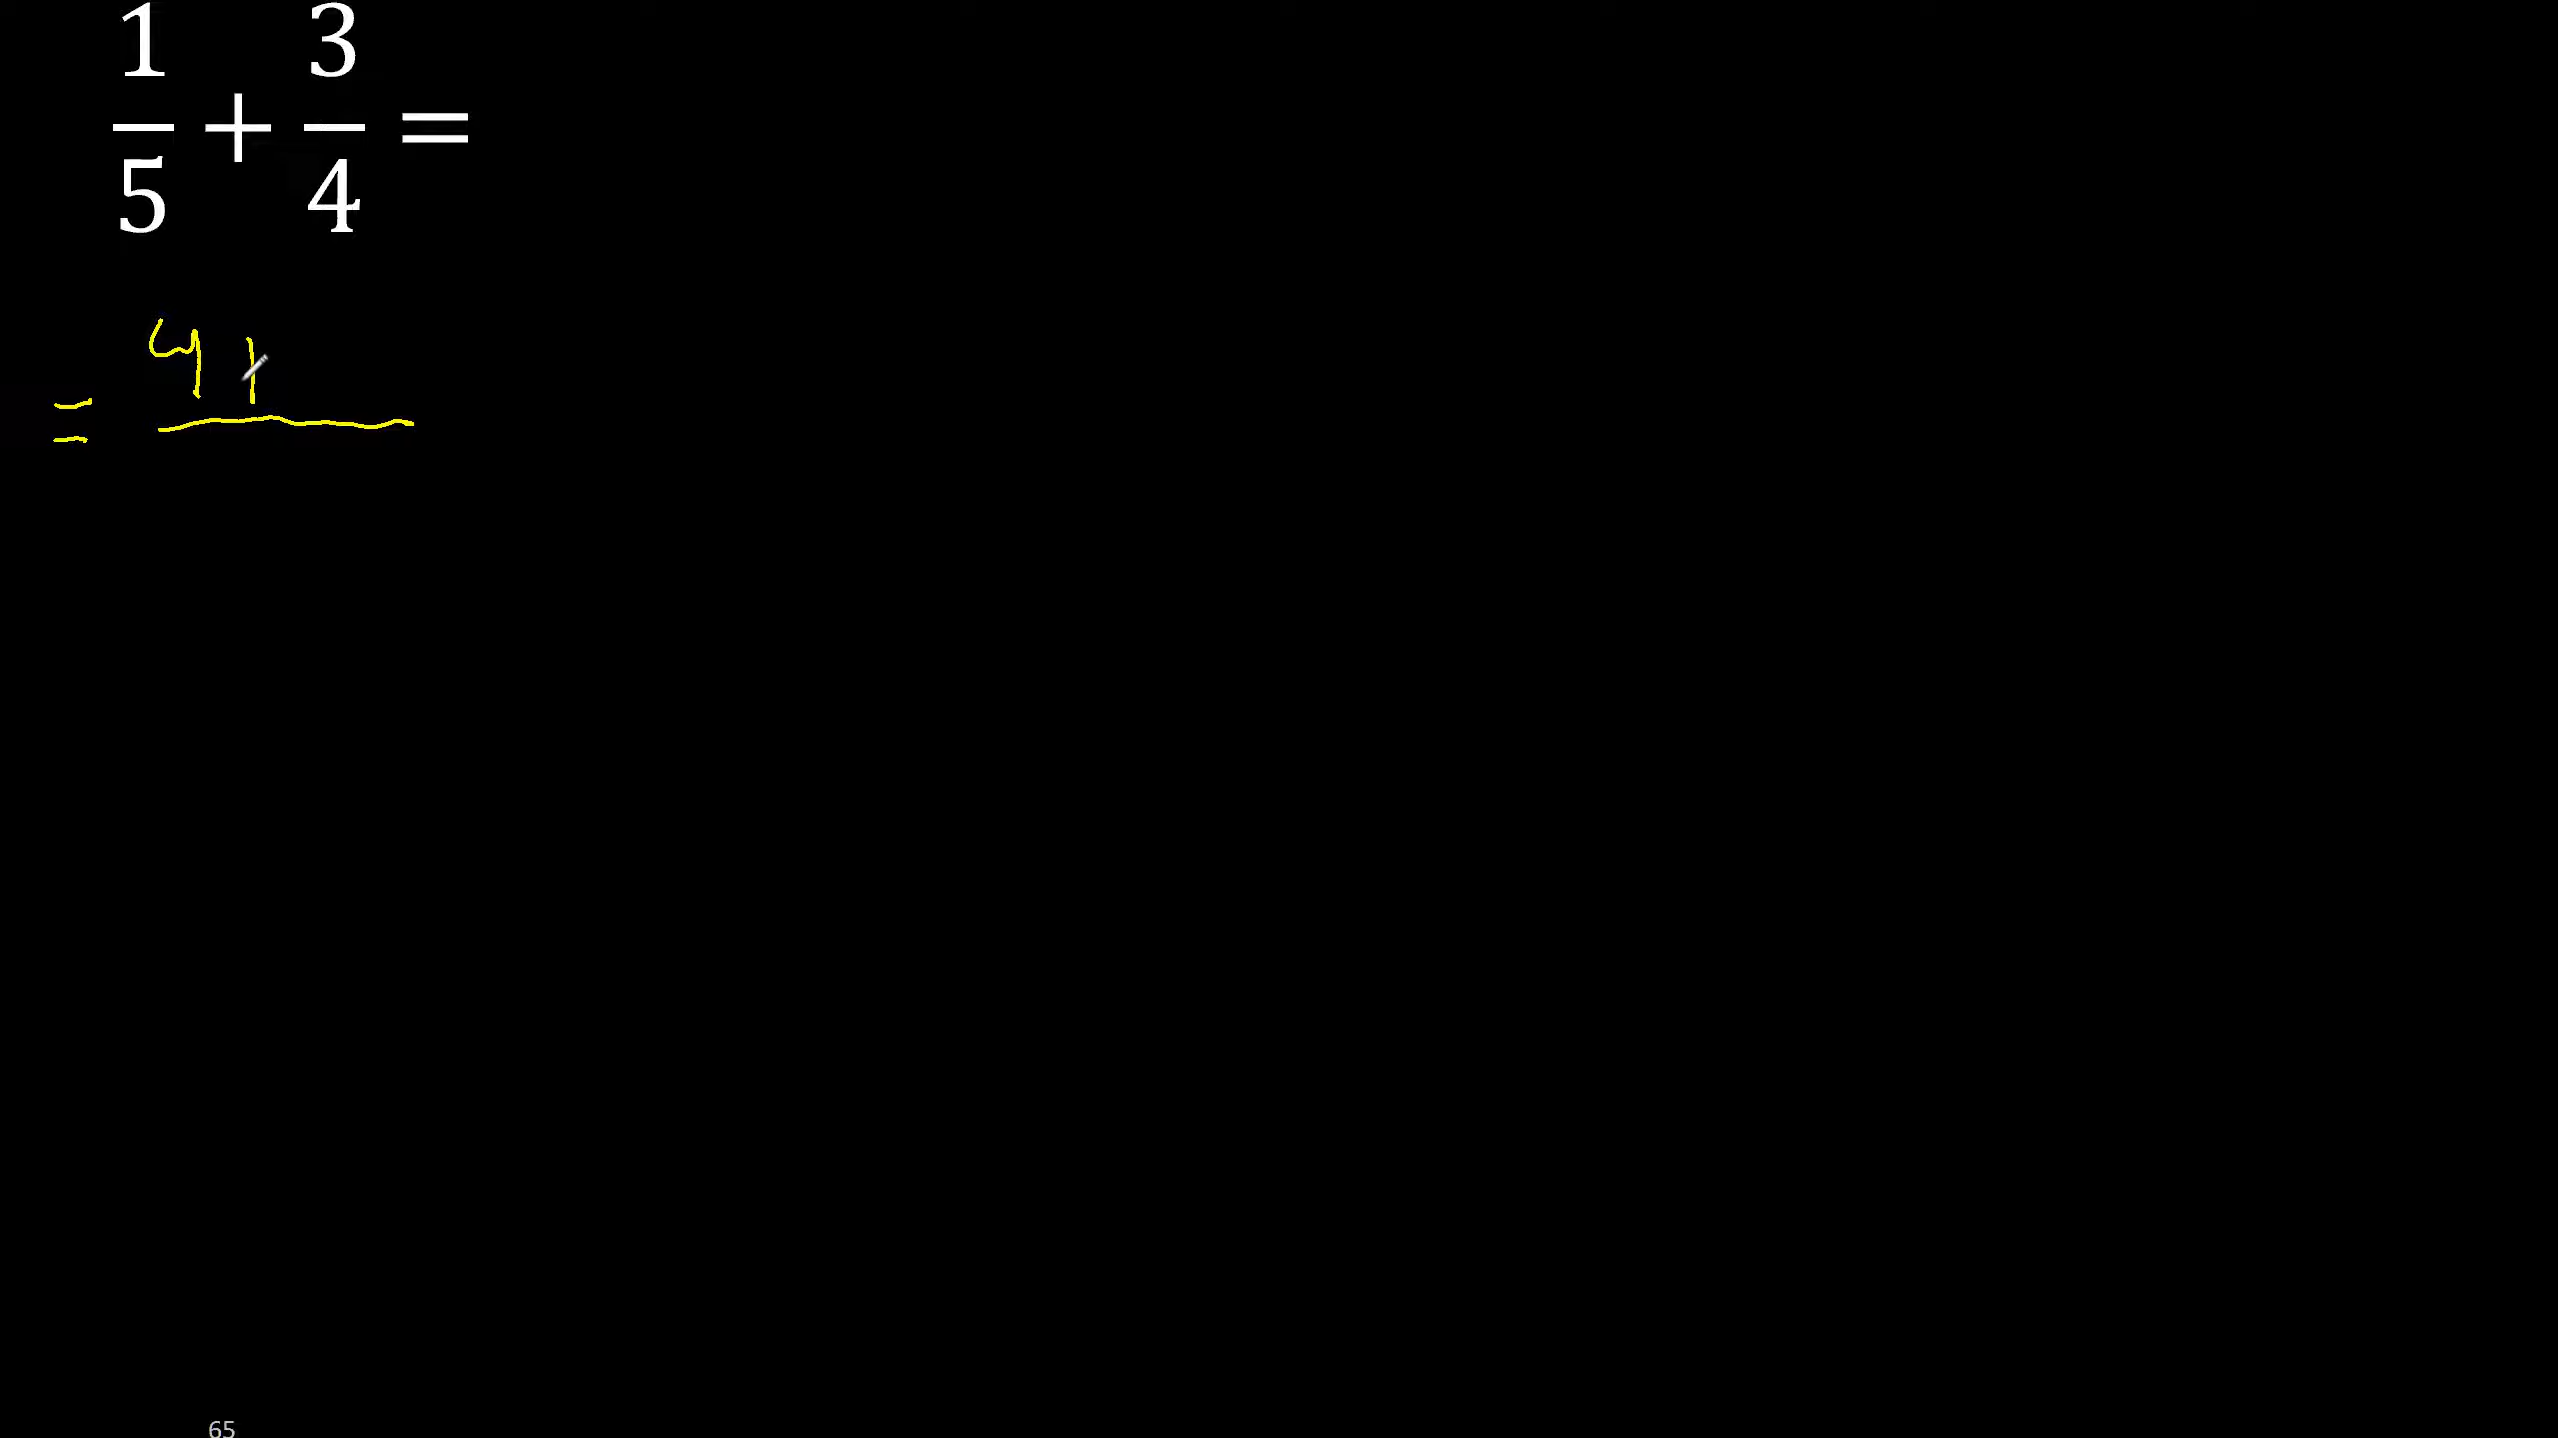 1/5 + 3/4 =
= 4
65